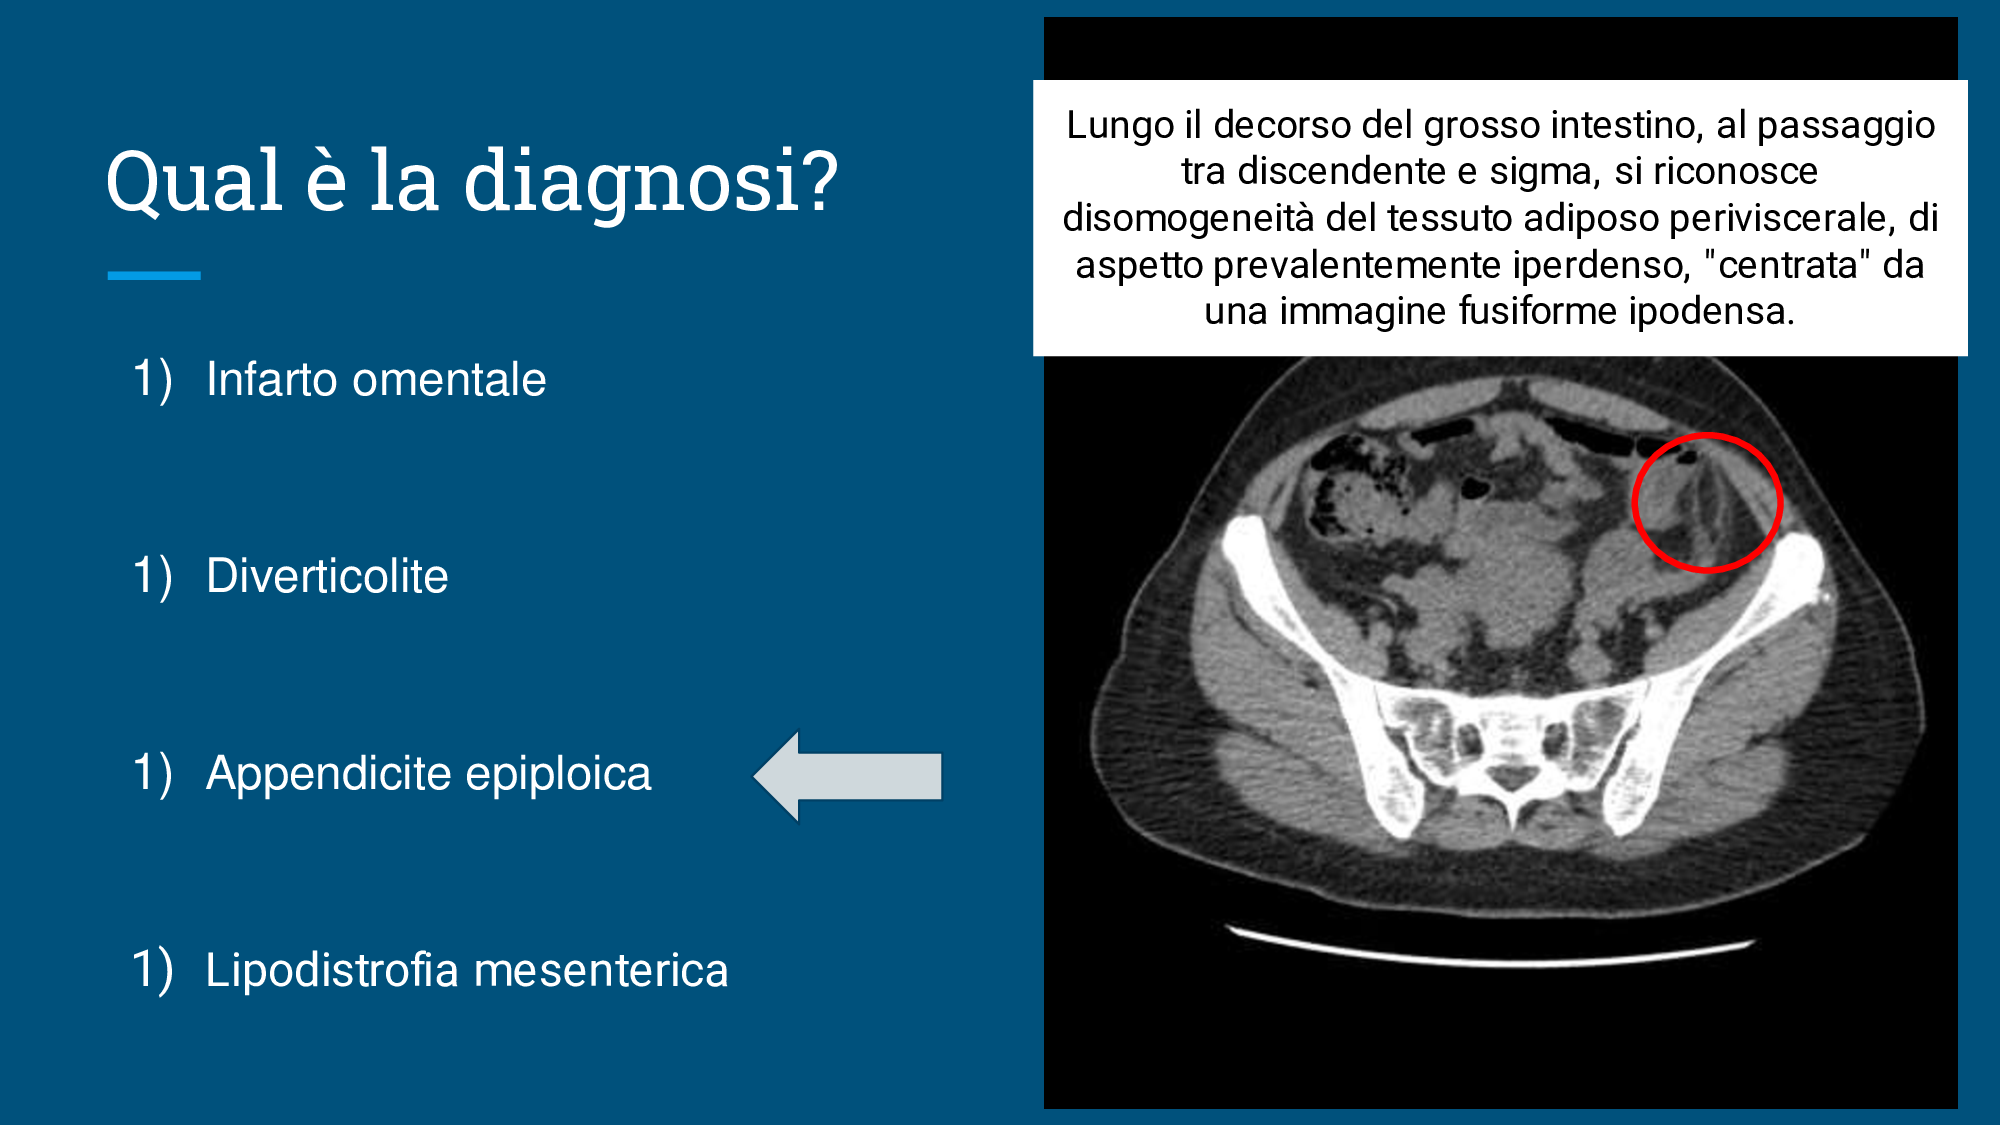 Qual è la diagnosi?
1) Infarto omentale
1) Diverticolite
1) Appendicite epiploica
1) Lipodistrofia mesenterica
Lungo il decorso del grosso intestino, al passaggio
tra discendente e sigma, si riconosce
disomogeneità del tessuto adiposo periviscerale, di
aspetto prevalentemente iperdenso, "centrata" da
una immagine fusiforme ipodensa.